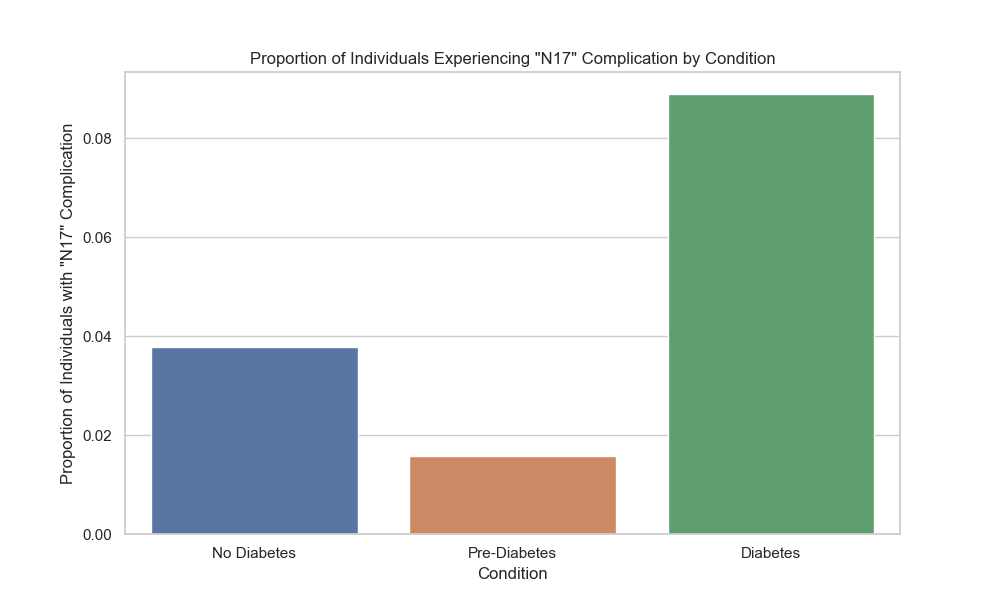 Proportion of Individuals Experiencing "N17" Complication by Condition
Proportion of Individuals with "N17" Complication
0.08
0.06
0.04
0.02
0.00
No Diabetes
Pre-Diabetes
Diabetes
Condition